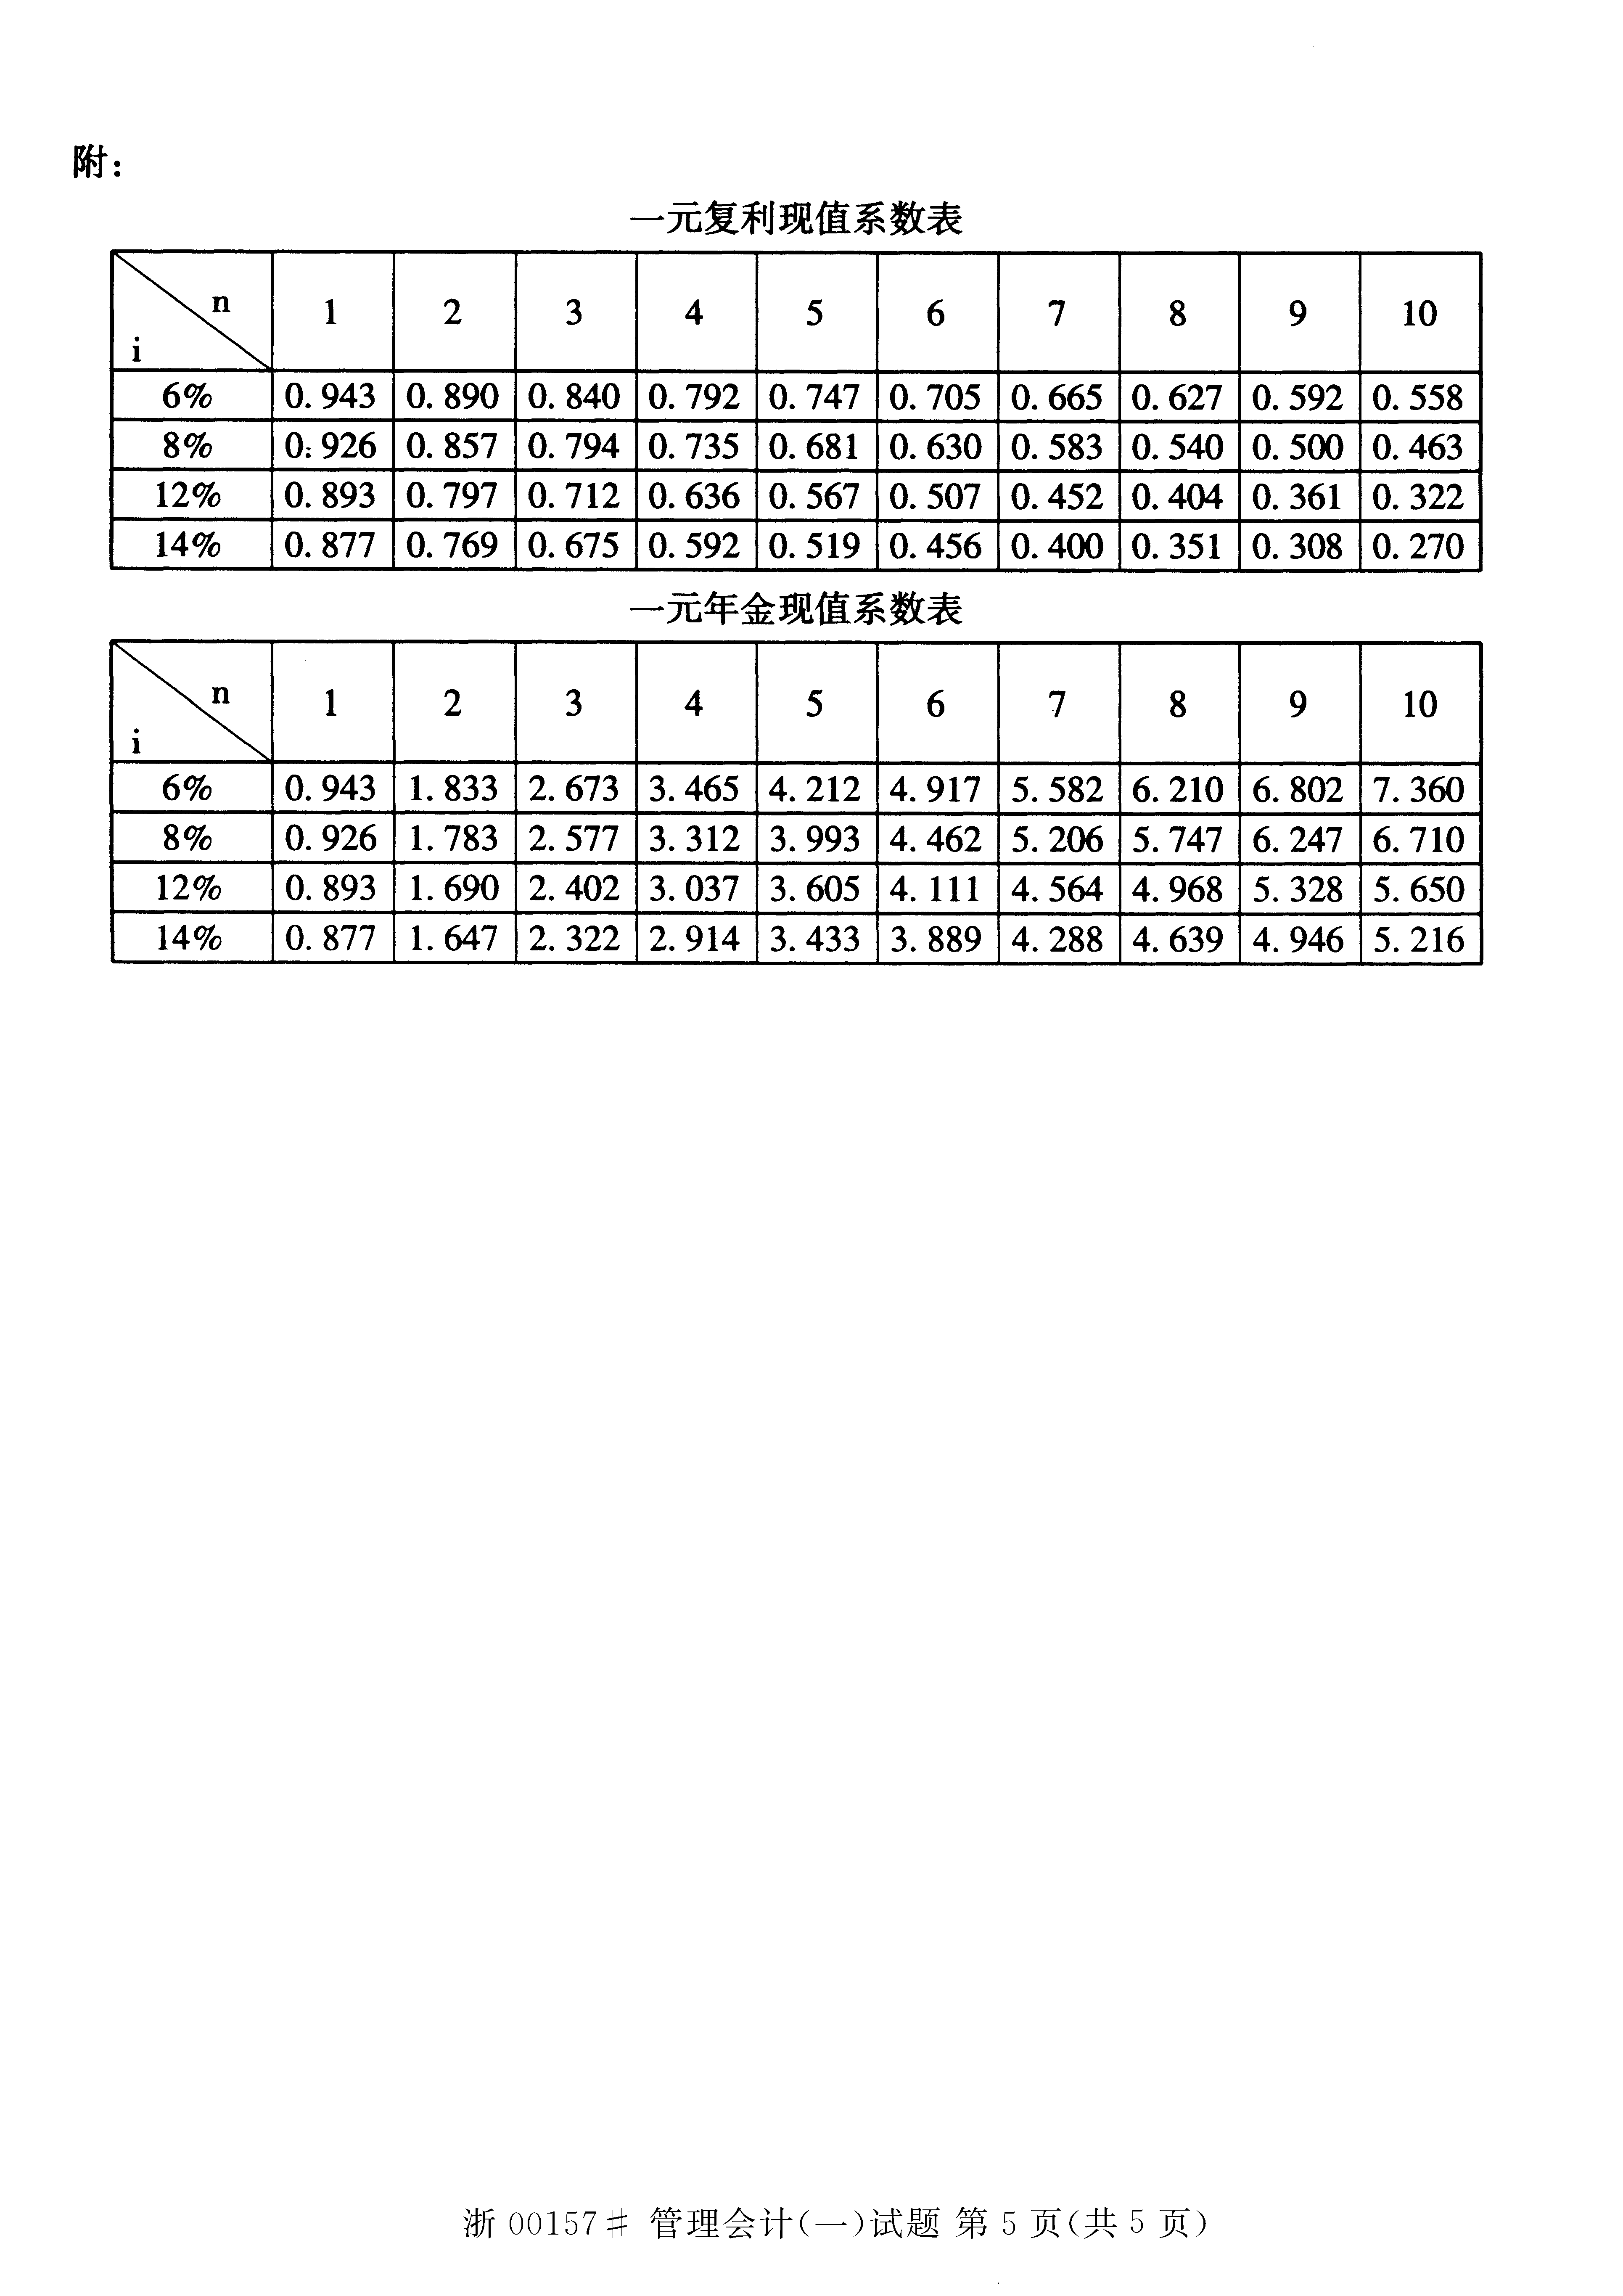 附：
一元复利现值系数表
n
i 1 2 3 4 5 6 7 8 9 10
6% 0.943 0.890 0.840 0.792 0.747 0.705 0.665 0.627 0.592 0.558
8% 0.926 0.857 0.794 0.735 0.681 0.630 0.583 0.540 0.500 0.463
12% 0.893 0.797 0.712 0.636 0.567 0.507 0.452 0.404 0.361 0.322
14% 0.877 0.769 0.675 0.592 0.519 0.456 0.400 0.351 0.308 0.270
一元年金现值系数表
n
i 1 2 3 4 5 6 7 8 9 10
6% 0.943 1.833 2.673 3.465 4.212 4.917 5.582 6.210 6.802 7.360
8% 0.926 1.783 2.577 3.312 3.993 4.462 5.206 5.747 6.247 6.710
12% 0.893 1.690 2.402 3.037 3.605 4.111 4.564 4.968 5.328 5.650
14% 0.877 1.647 2.322 2.914 3.433 3.889 4.288 4.639 4.946 5.216
浙 00157# 管理会计(一)试题 第 5 页(共 5 页)